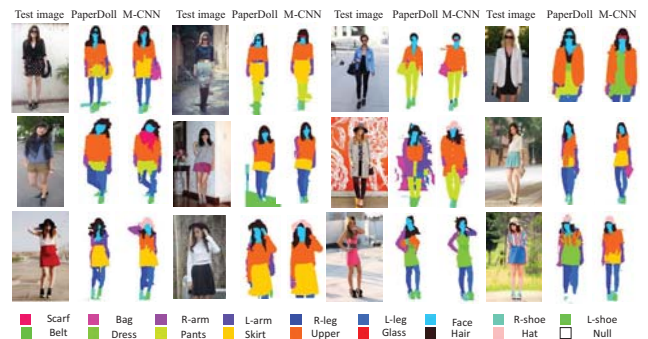 Test image PaperDoll M-CNN Test image PaperDoll M-CNN Test image PaperDoll M-CNN Test image PaperDoll M-CNN
Scarf Bag R-arm L-arm R-leg L-leg Face R-shoe L-shoe
Belt Dress Pants Skirt Upper Glass Hair Hat Null